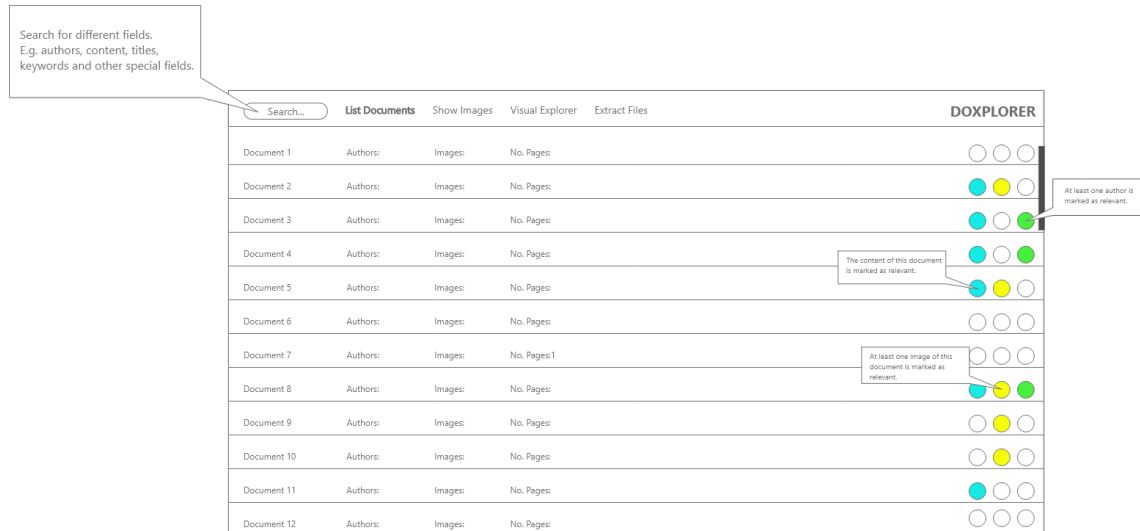 Search for different fields.
E.g. authors, content, titles,
keywords and other special fields.
Search... List Documents Show Images Visual Explorer Extract Files DOXPLORER
Document 1 Authors: Images: No. Pages:
Document 2 Authors: Images: No. Pages:
At least one author is
marked as relevant.
Document 3 Authors: Images: No. Pages:
Document 4 Authors: Images: No. Pages:
The content of this document
is marked as relevant.
Document 5 Authors: Images: No. Pages:
Document 6 Authors: Images: No. Pages:
Document 7 Authors: Images: No. Pages:1
At least one image of this
document is marked as
relevant.
Document 8 Authors: Images: No. Pages:
Document 9 Authors: Images: No. Pages:
Document 10 Authors: Images: No. Pages:
Document 11 Authors: Images: No. Pages:
Document 12 Authors: Images: No. Pages: